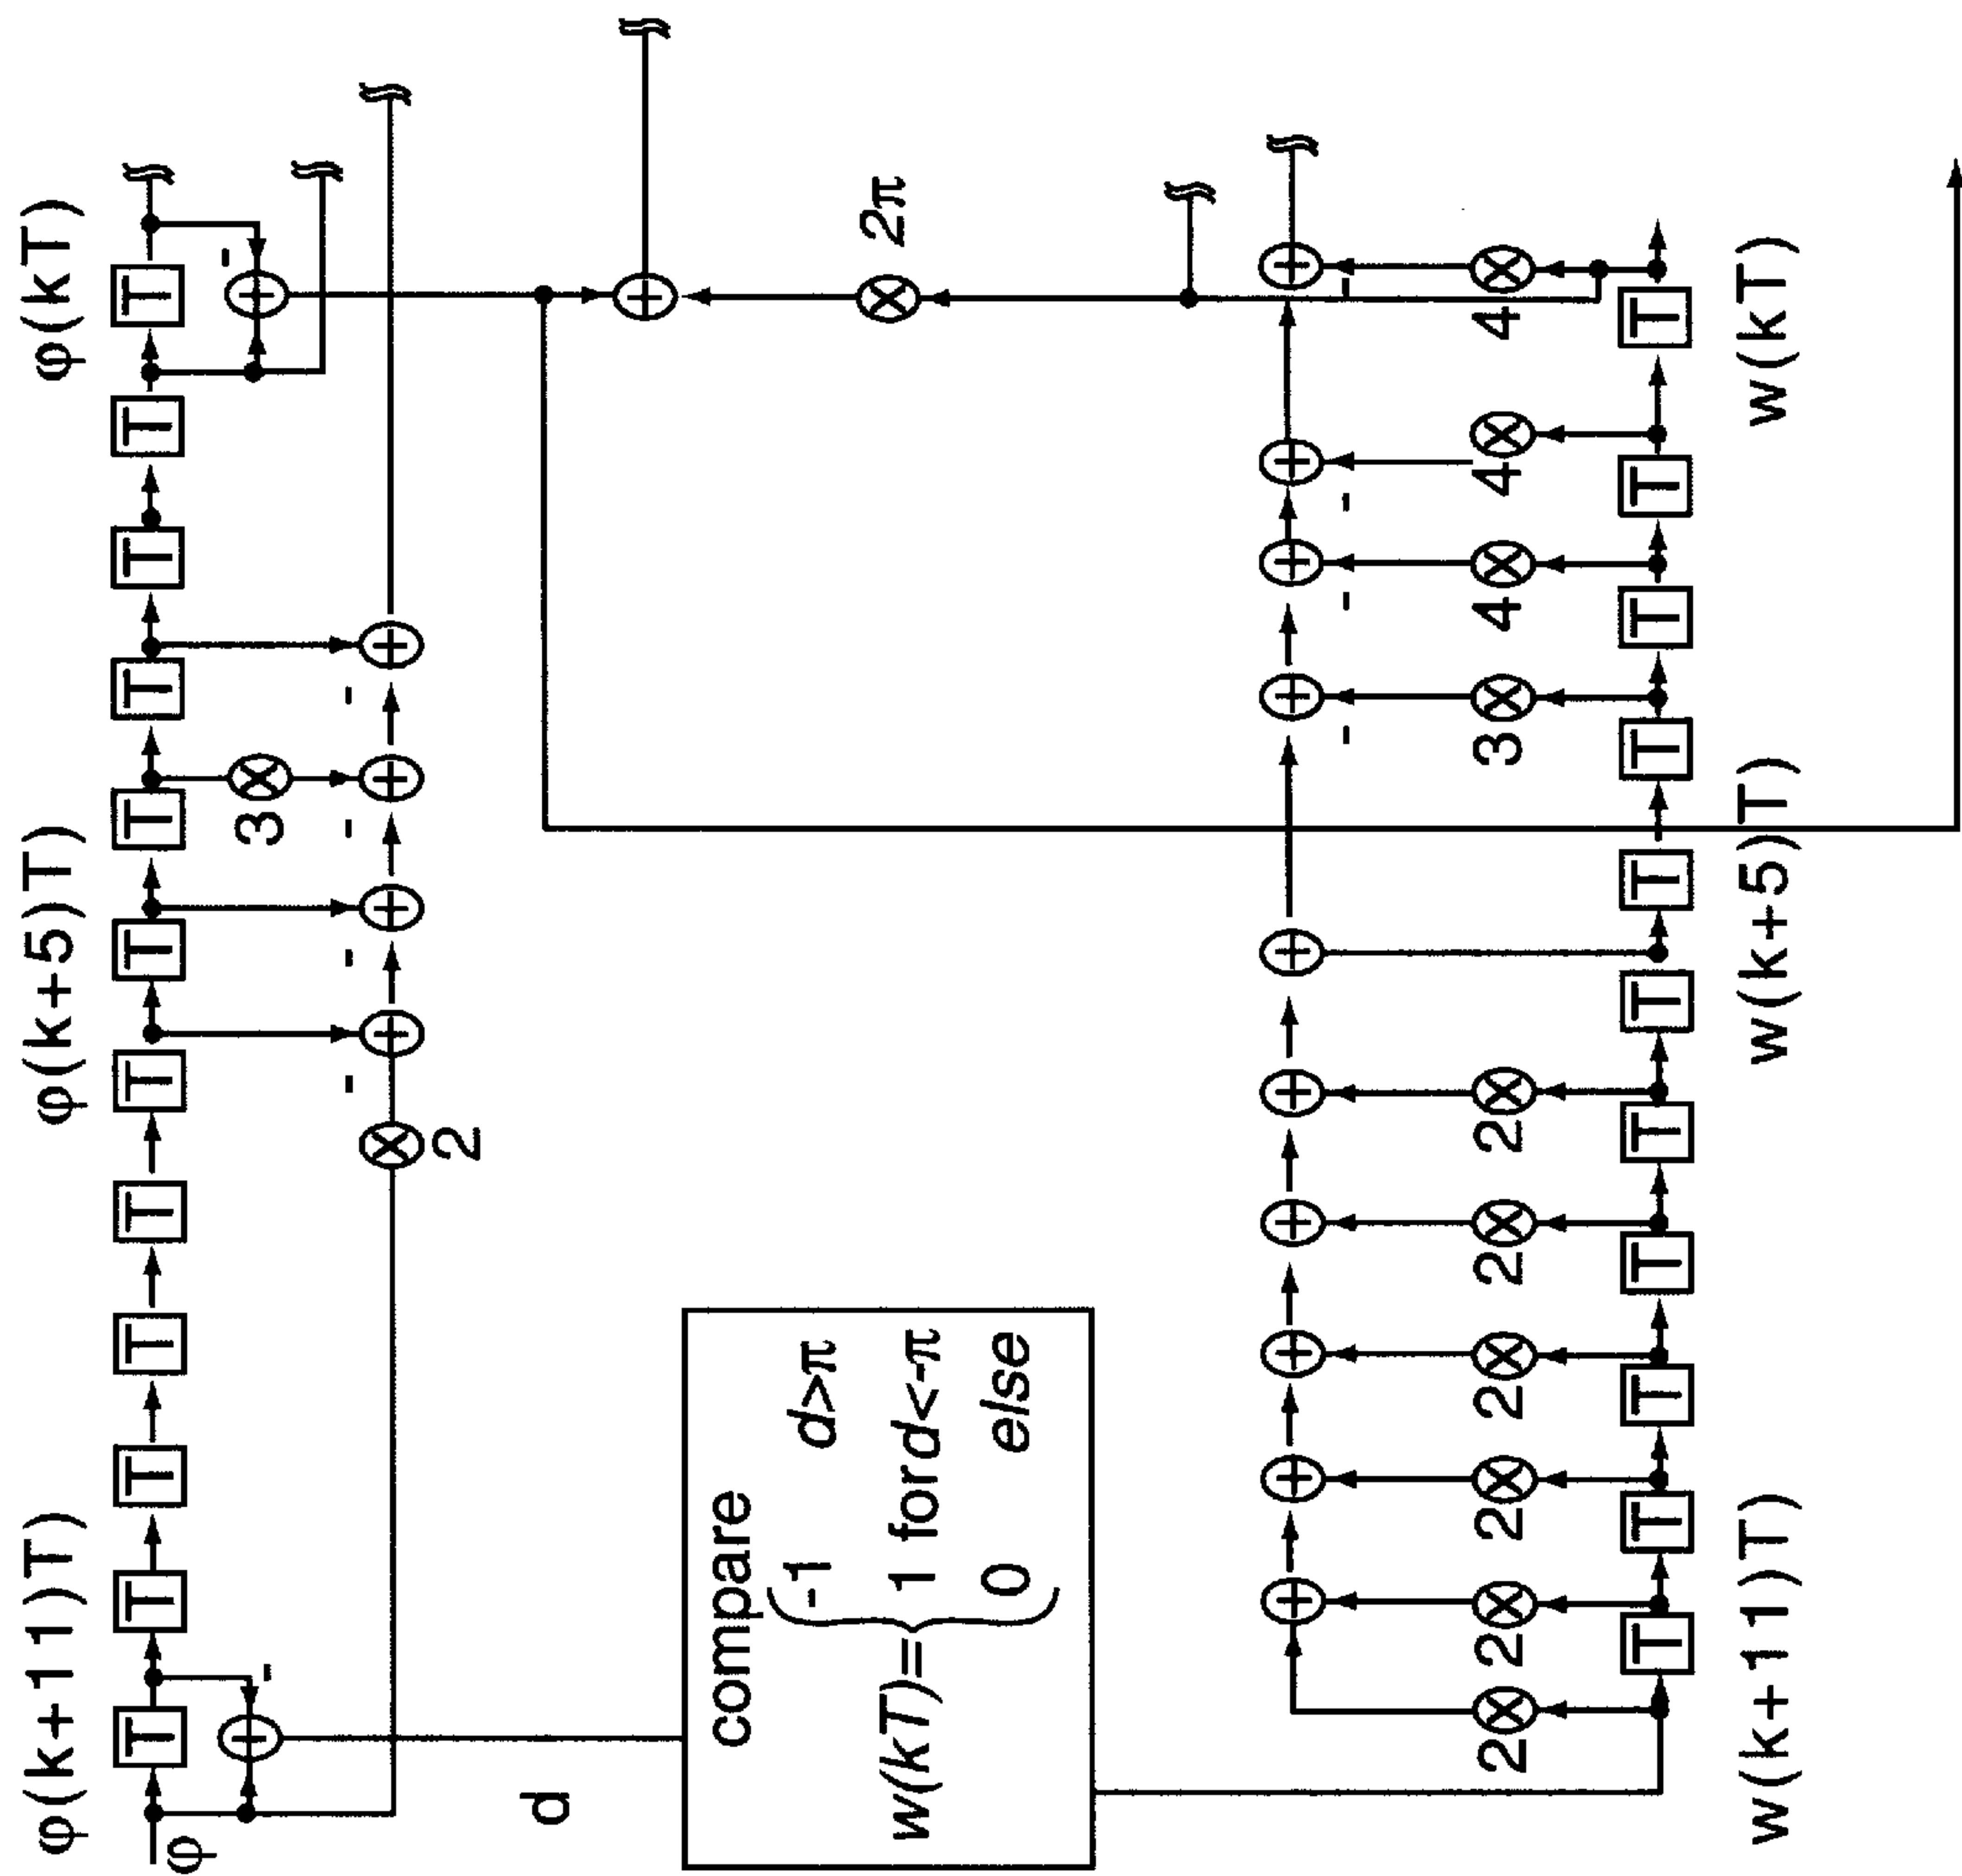 φ(k+11)T) φ(k+5)T) φ(kT)
T T T T T T T T T T T T
φ
-
- 3
- - - -
2
d
compare
-1 d>π
w(kT)= 1 for d<-π
0 else
2π
- - - -
2 2 2 2 2 2 3 4 4 4
T T T T T T T T T T T
w(k+11)T) w(k+5)T) w(kT)